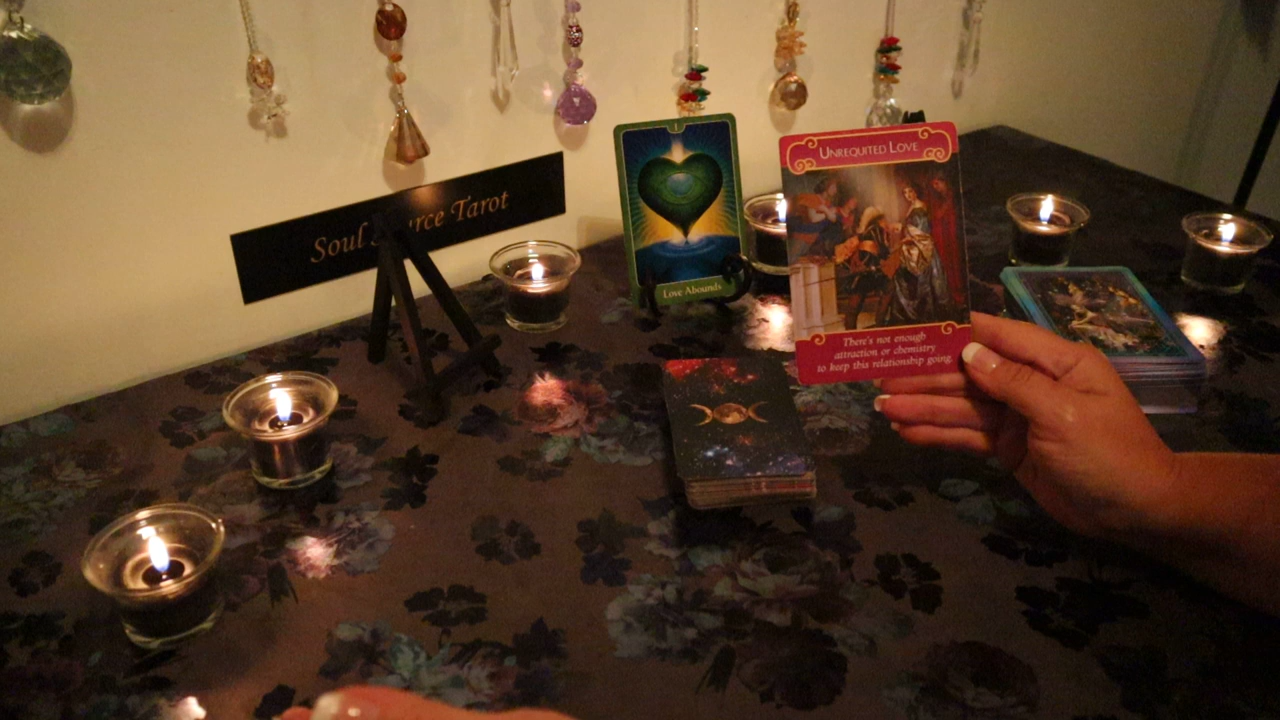 Soul Source Tarot
Love Abounds
UNREQUITED LOVE
There's not enough
attraction or chemistry
to keep this relationship going.